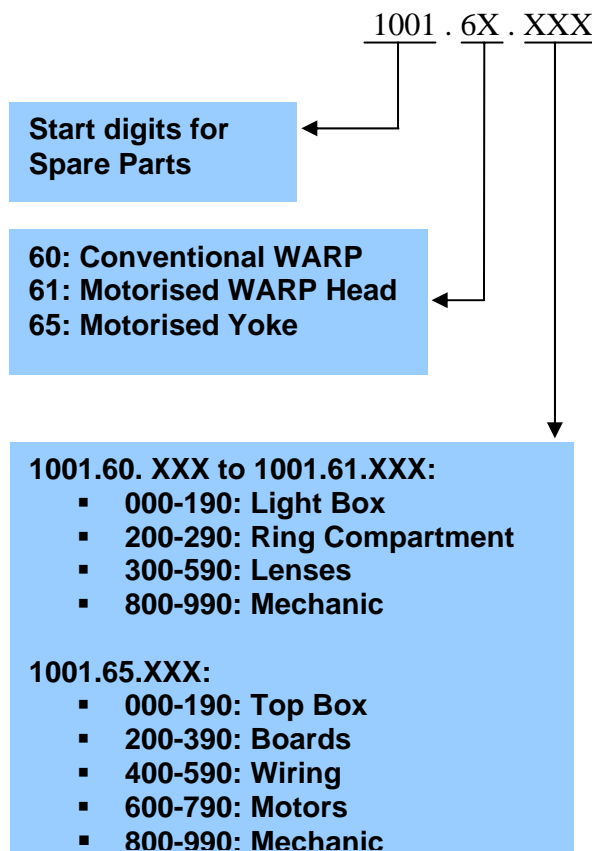 1001 . 6X . XXX
Start digits for
Spare Parts
60: Conventional WARP
61: Motorised WARP Head
65: Motorised Yoke
1001.60. XXX to 1001.61.XXX:
▪ 000-190: Light Box
▪ 200-290: Ring Compartment
▪ 300-590: Lenses
▪ 800-990: Mechanic
1001.65.XXX:
▪ 000-190: Top Box
▪ 200-390: Boards
▪ 400-590: Wiring
▪ 600-790: Motors
▪ 800-990: Mechanic